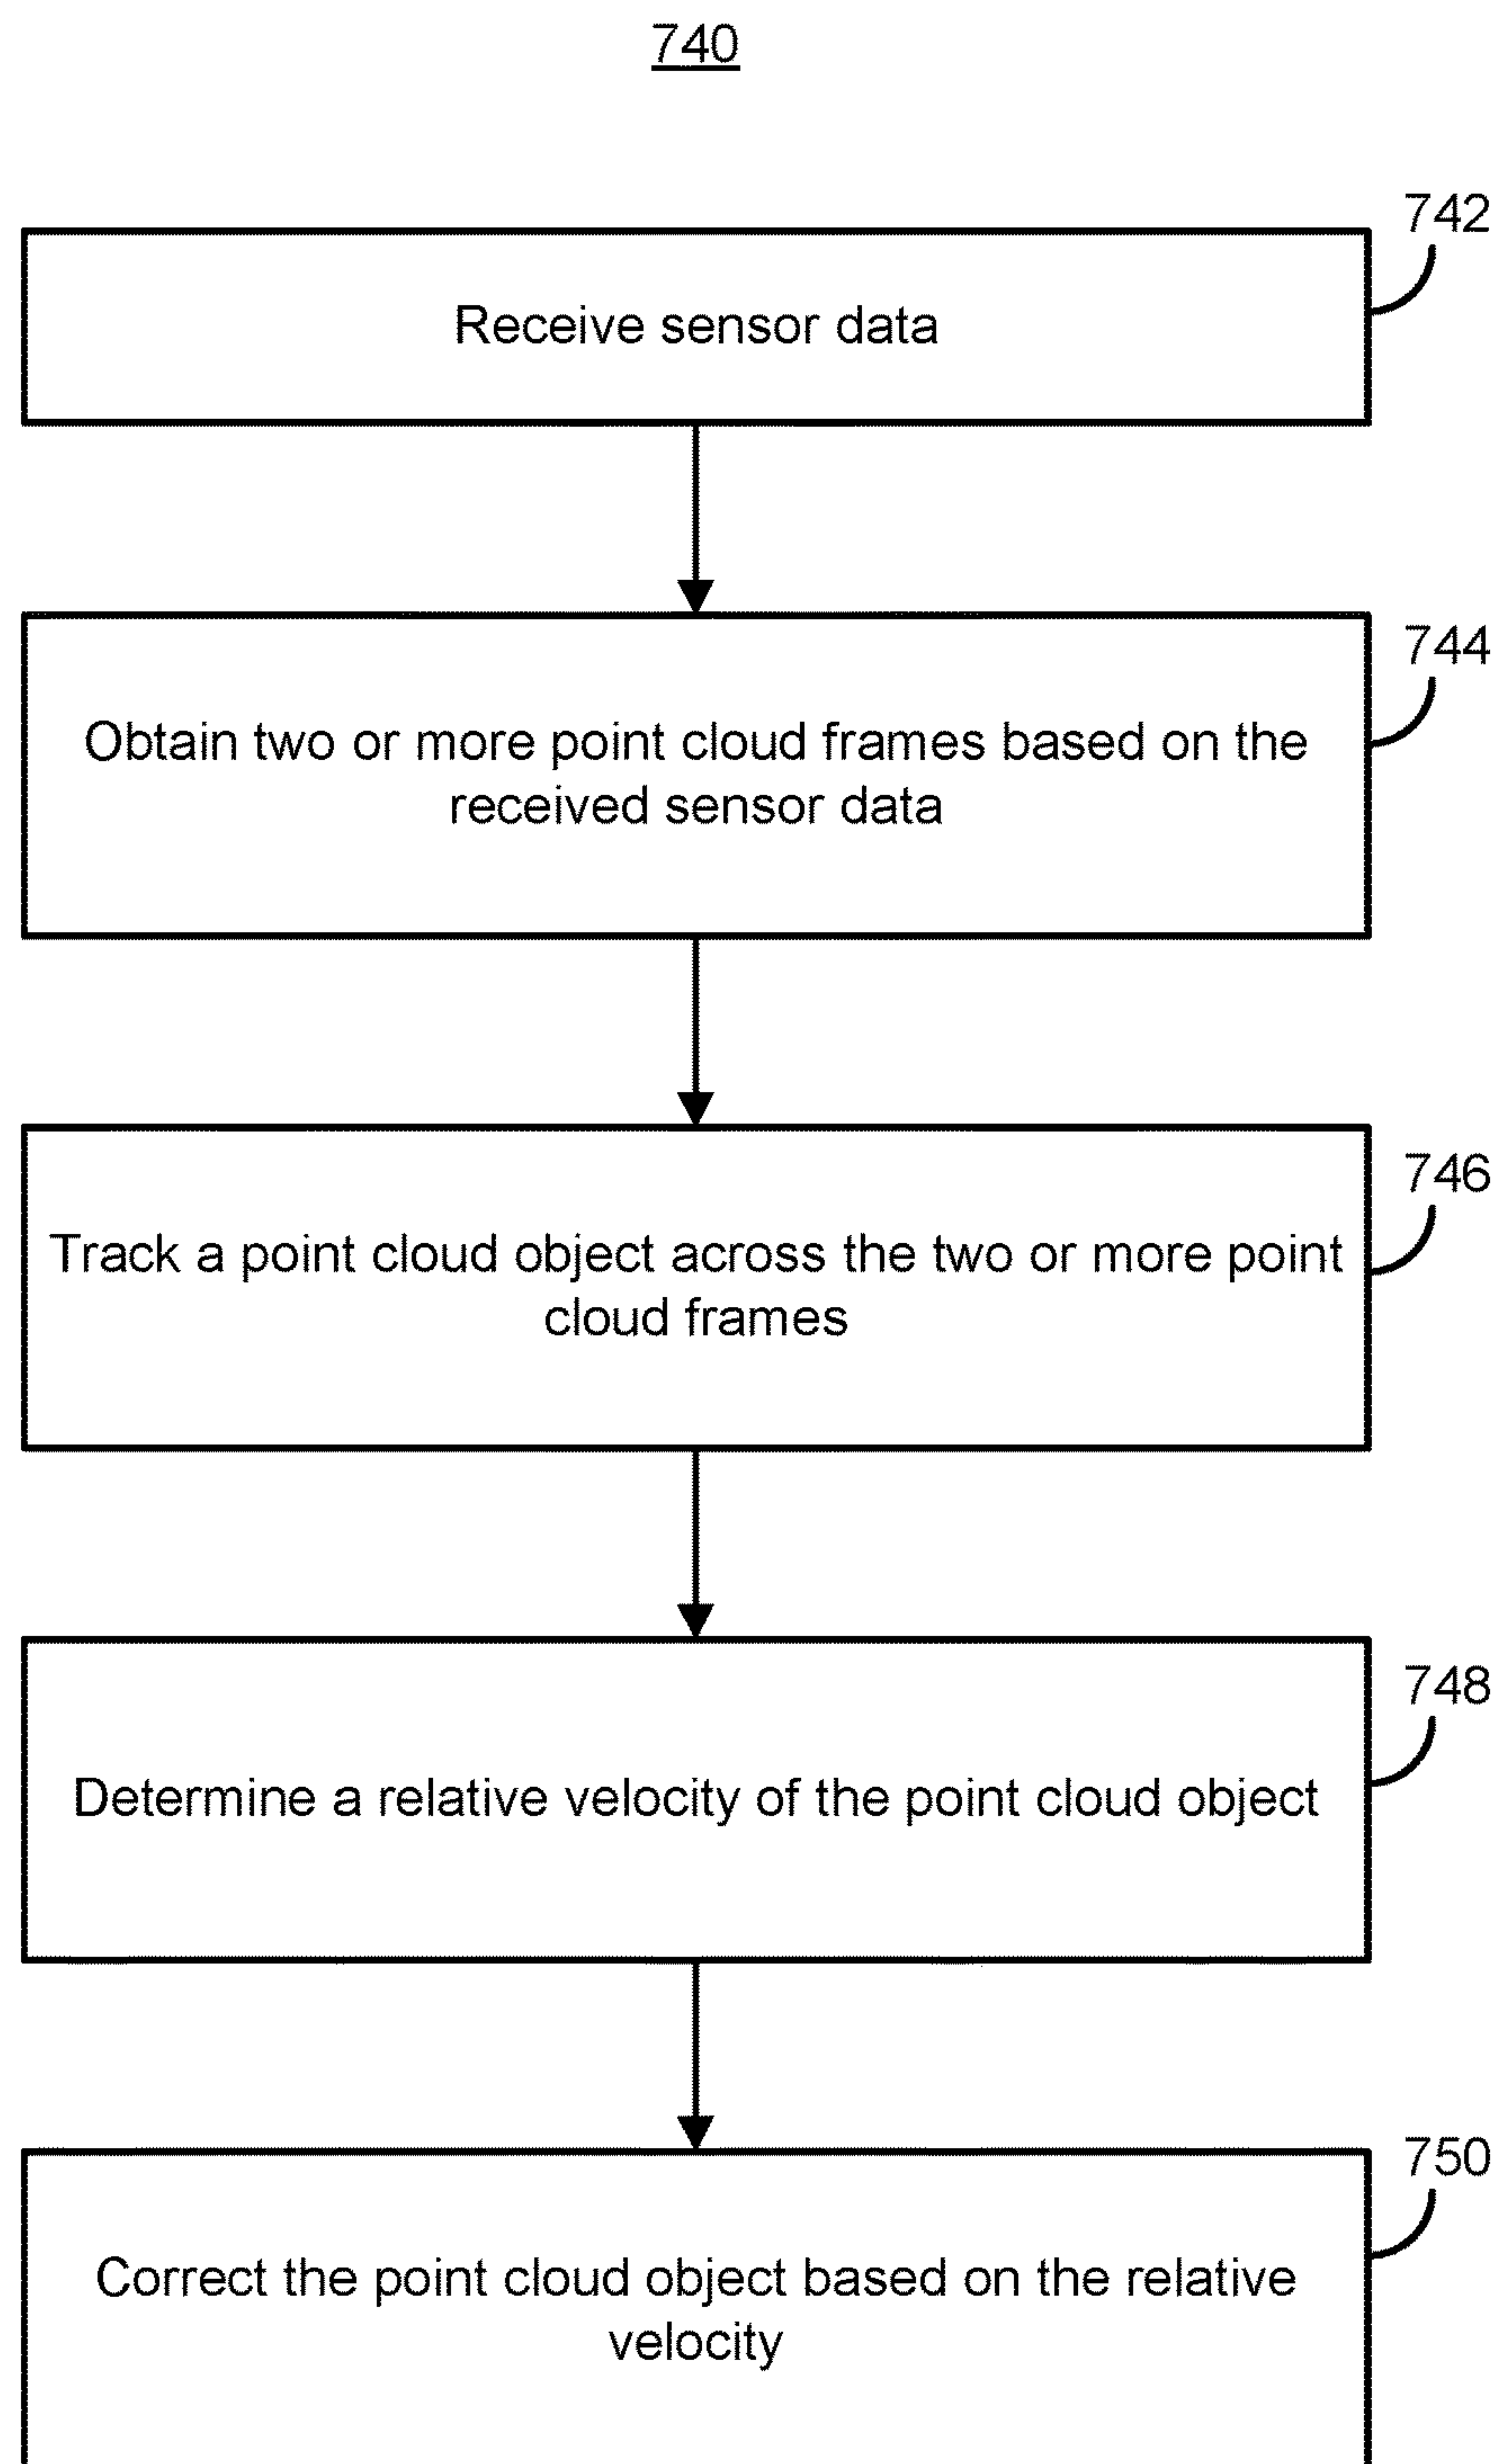 740
742
Receive sensor data
744
Obtain two or more point cloud frames based on the
received sensor data
746
Track a point cloud object across the two or more point
cloud frames
748
Determine a relative velocity of the point cloud object
750
Correct the point cloud object based on the relative
velocity